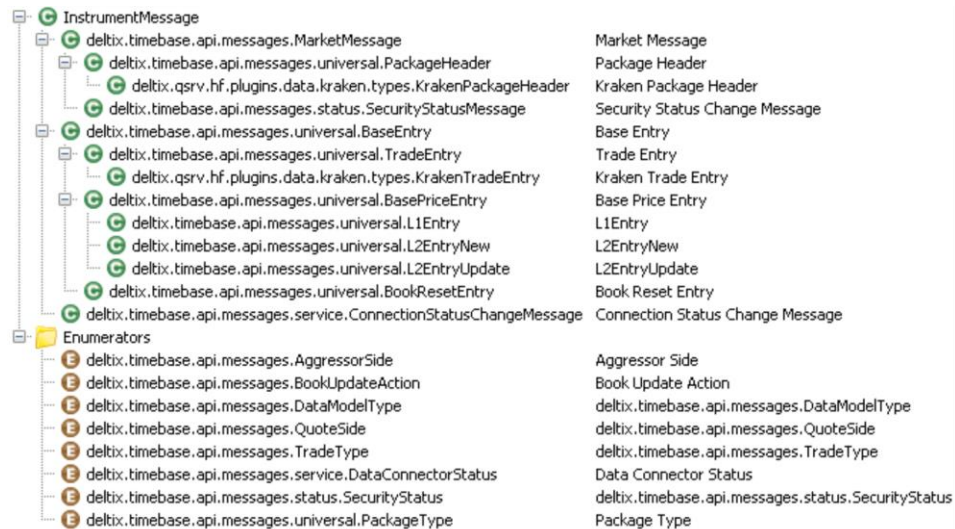 InstrumentMessage
deltix.timebase.api.messages.MarketMessage Market Message
deltix.timebase.api.messages.universal.PackageHeader Package Header
deltix.qsrv.hf.plugins.data.kraken.types.KrakenPackageHeader Kraken Package Header
deltix.timebase.api.messages.status.SecurityStatusMessage Security Status Change Message
deltix.timebase.api.messages.universal.BaseEntry Base Entry
deltix.timebase.api.messages.universal.TradeEntry Trade Entry
deltix.qsrv.hf.plugins.data.kraken.types.KrakenTradeEntry Kraken Trade Entry
deltix.timebase.api.messages.universal.BasePriceEntry Base Price Entry
deltix.timebase.api.messages.universal.L1Entry L1Entry
deltix.timebase.api.messages.universal.L2EntryNew L2EntryNew
deltix.timebase.api.messages.universal.L2EntryUpdate L2EntryUpdate
deltix.timebase.api.messages.universal.BookResetEntry Book Reset Entry
deltix.timebase.api.messages.service.ConnectionStatusChangeMessage Connection Status Change Message
Enumerators
deltix.timebase.api.messages.AggressorSide Aggressor Side
deltix.timebase.api.messages.BookUpdateAction Book Update Action
deltix.timebase.api.messages.DataModelType deltix.timebase.api.messages.DataModelType
deltix.timebase.api.messages.QuoteSide deltix.timebase.api.messages.QuoteSide
deltix.timebase.api.messages.TradeType deltix.timebase.api.messages.TradeType
deltix.timebase.api.messages.service.DataConnectorStatus Data Connector Status
deltix.timebase.api.messages.status.SecurityStatus deltix.timebase.api.messages.status.SecurityStatus
deltix.timebase.api.messages.universal.PackageType Package Type